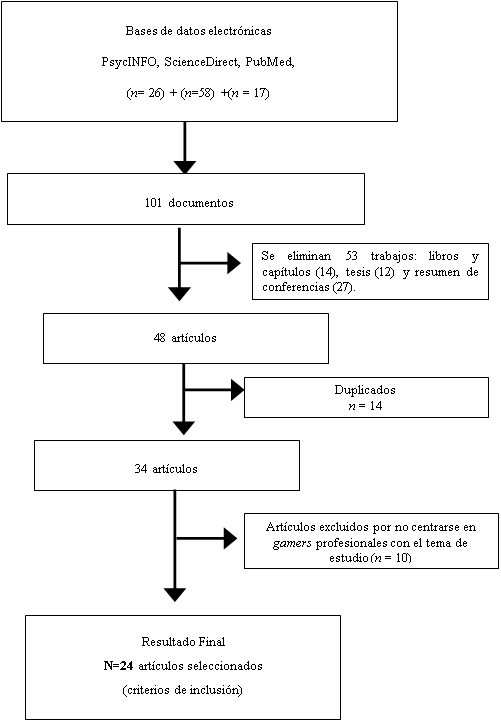 Bases de datos electrónicas
PsycINFO, ScienceDirect, PubMed,
(n= 26) + (n=58) +(n = 17)
101 documentos
Se eliminan 53 trabajos: libros y
capítulos (14), tesis (12) y resumen de
conferencias (27).
48 artículos
Duplicados
n = 14
34 artículos
Artículos excluidos por no centrarse en
gamers profesionales con el tema de
estudio (n = 10)
Resultado Final
N=24 artículos seleccionados
(criterios de inclusión)